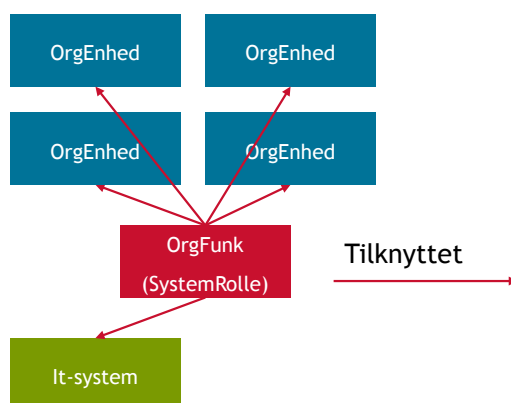 OrgEnhed
OrgEnhed
OrgEnhed
OrgEnhed
OrgFunk
(SystemRolle)
Tilknyttet
It-system